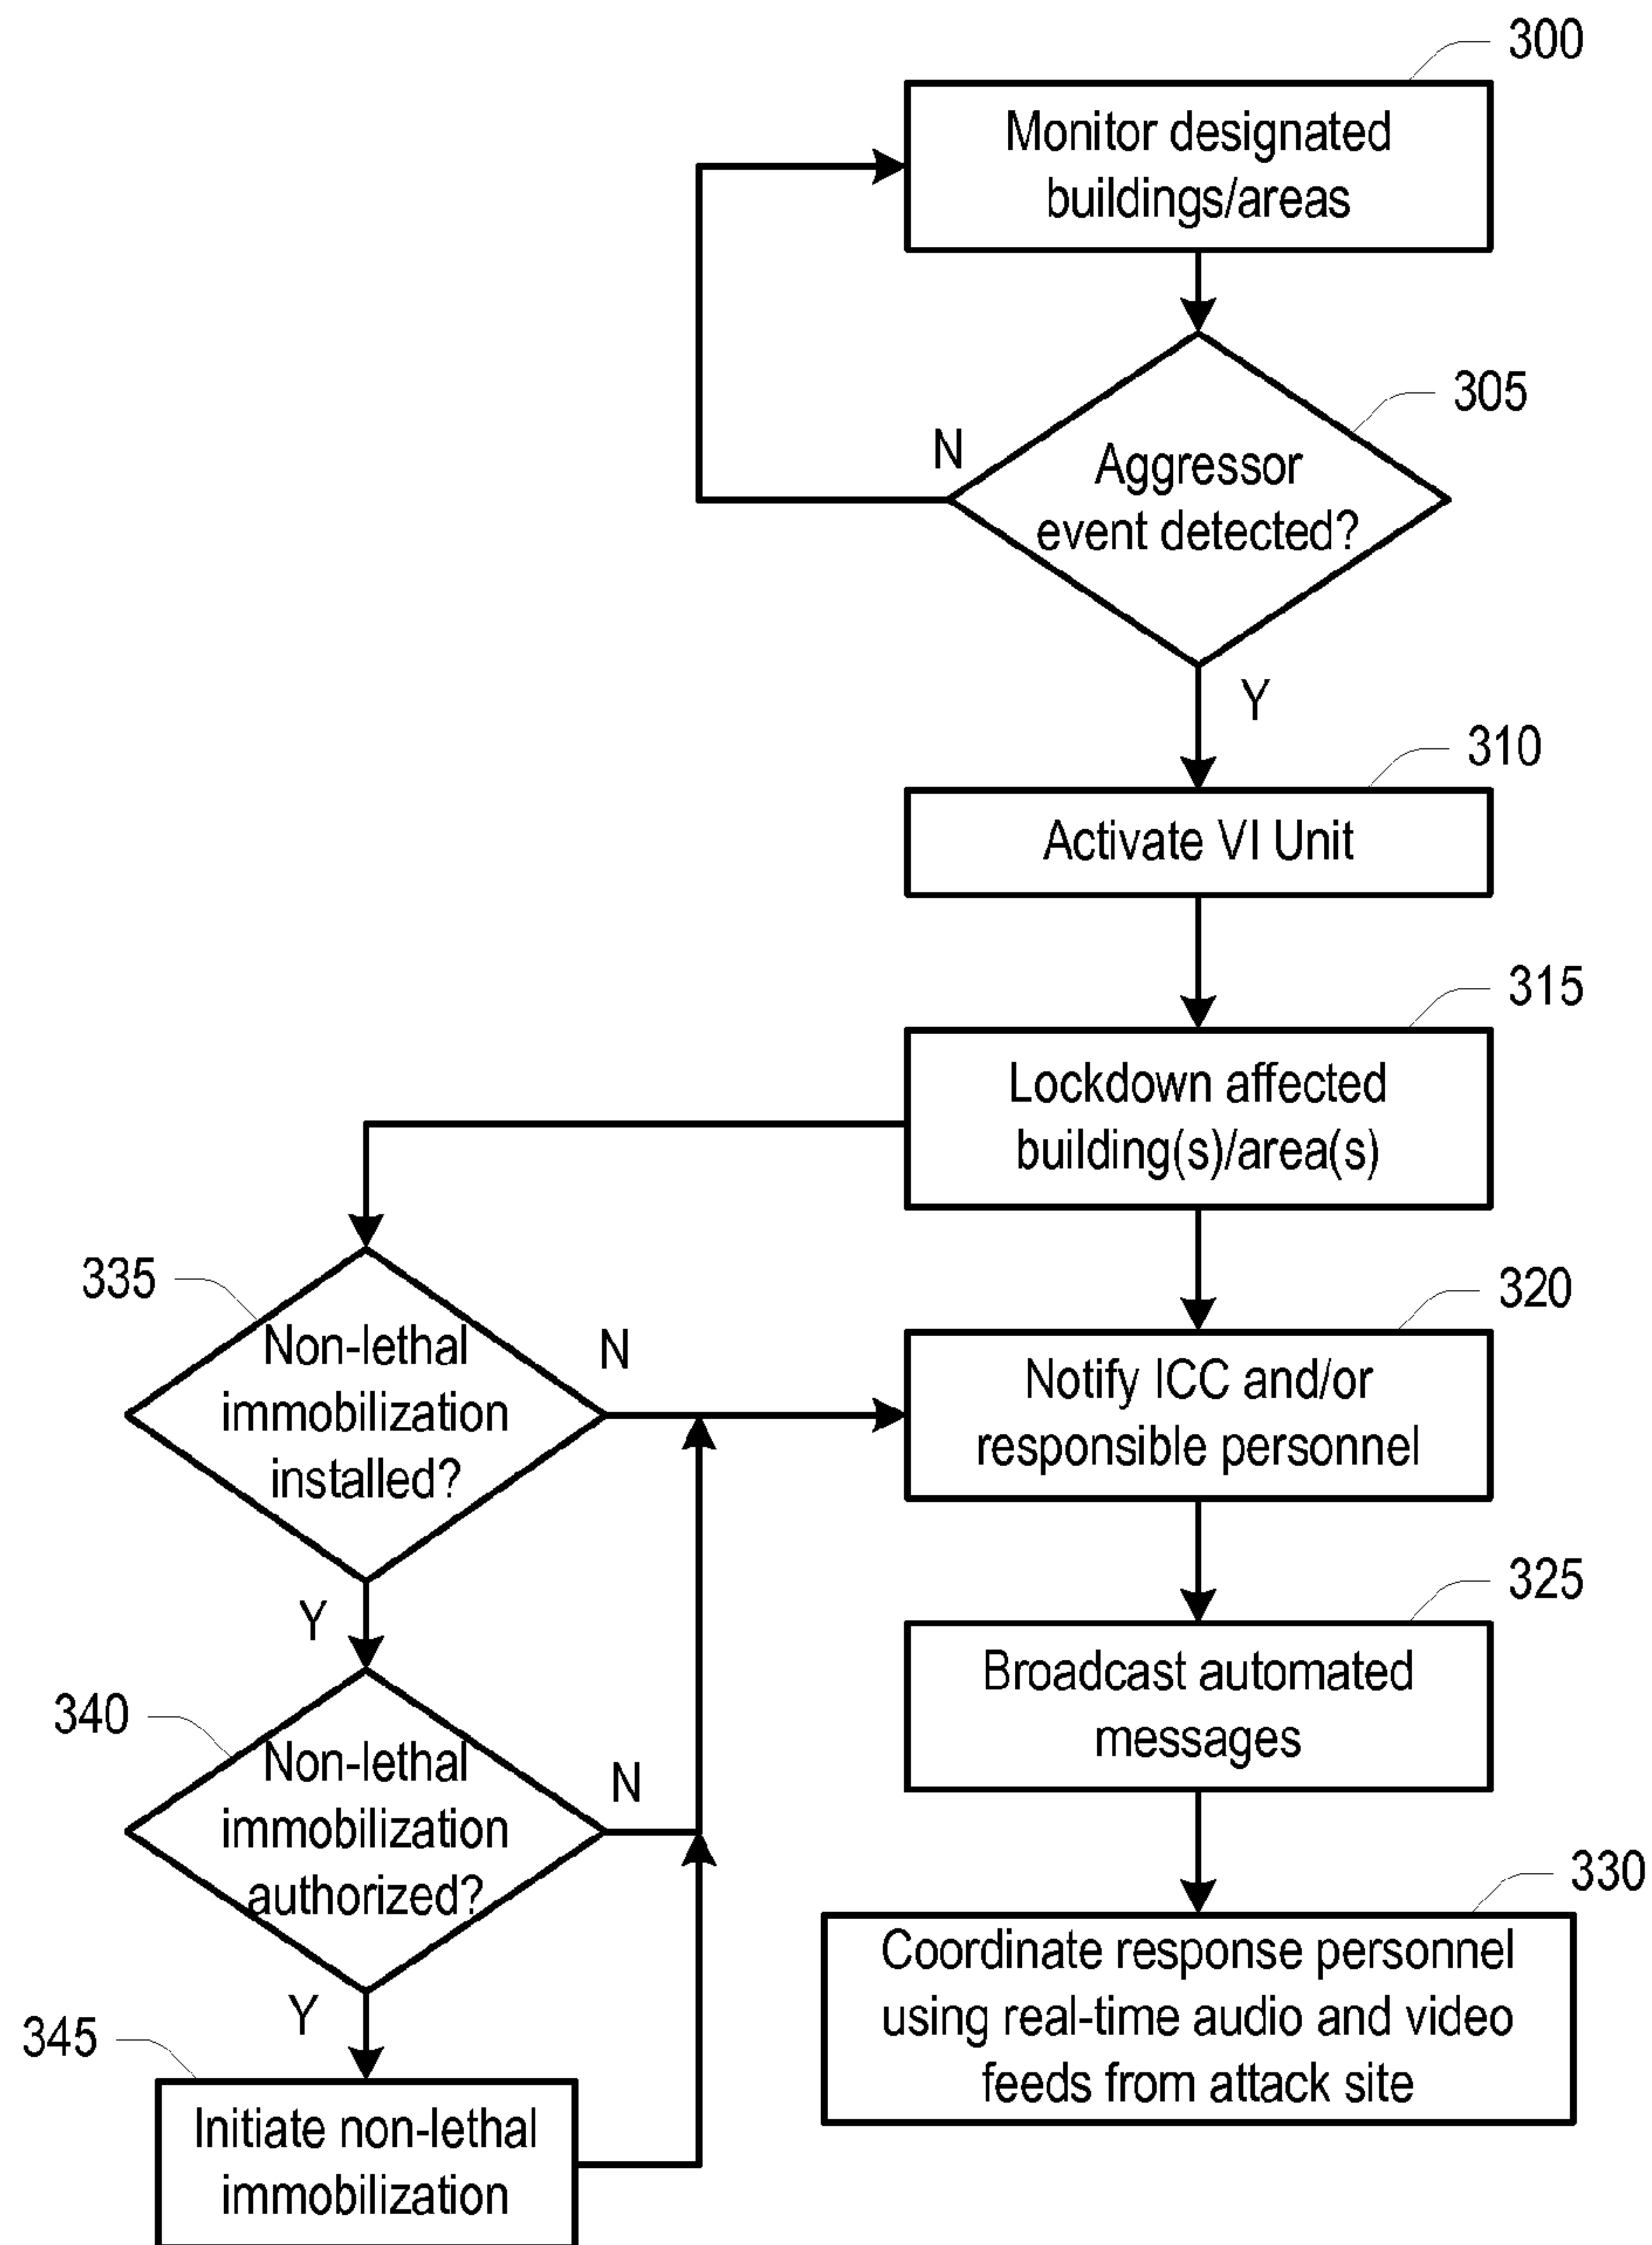 300
Monitor designated
buildings/areas
305
N
Aggressor
event detected?
Y
310
Activate VI Unit
315
Lockdown affected
building(s)/area(s)
335
Non-lethal
immobilization
installed?
N
320
Notify ICC and/or
responsible personnel
Y
325
Broadcast automated
messages
340
Non-lethal
immobilization
authorized?
N
330
Coordinate response personnel
using real-time audio and video
feeds from attack site
Y
345
Initiate non-lethal
immobilization